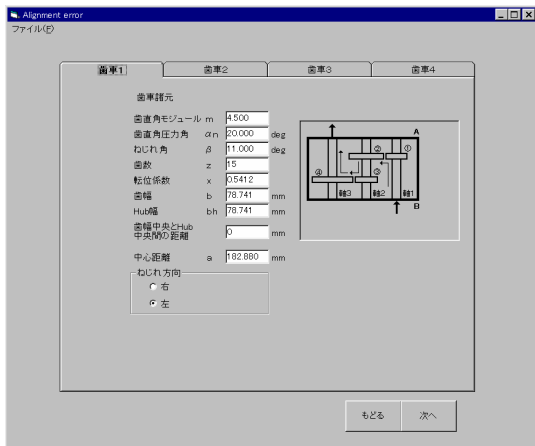 Alignment error
ファイル(F)
歯車1 歯車2 歯車3 歯車4
歯車諸元
歯直角モジュール m 4.500
歯直角圧力角 αn 20.000 deg
ねじれ角 β 11.000 deg
歯数 z 15
転位係数 x 0.5412
歯幅 b 78.741 mm
Hub幅 bh 78.741 mm
歯幅中央とHub
中央間の距離 0 mm
中心距離 a 182.880 mm
ねじれ方向
右
左
A
② ①
④ ③
軸3 軸2 軸1
B
もどる 次へ